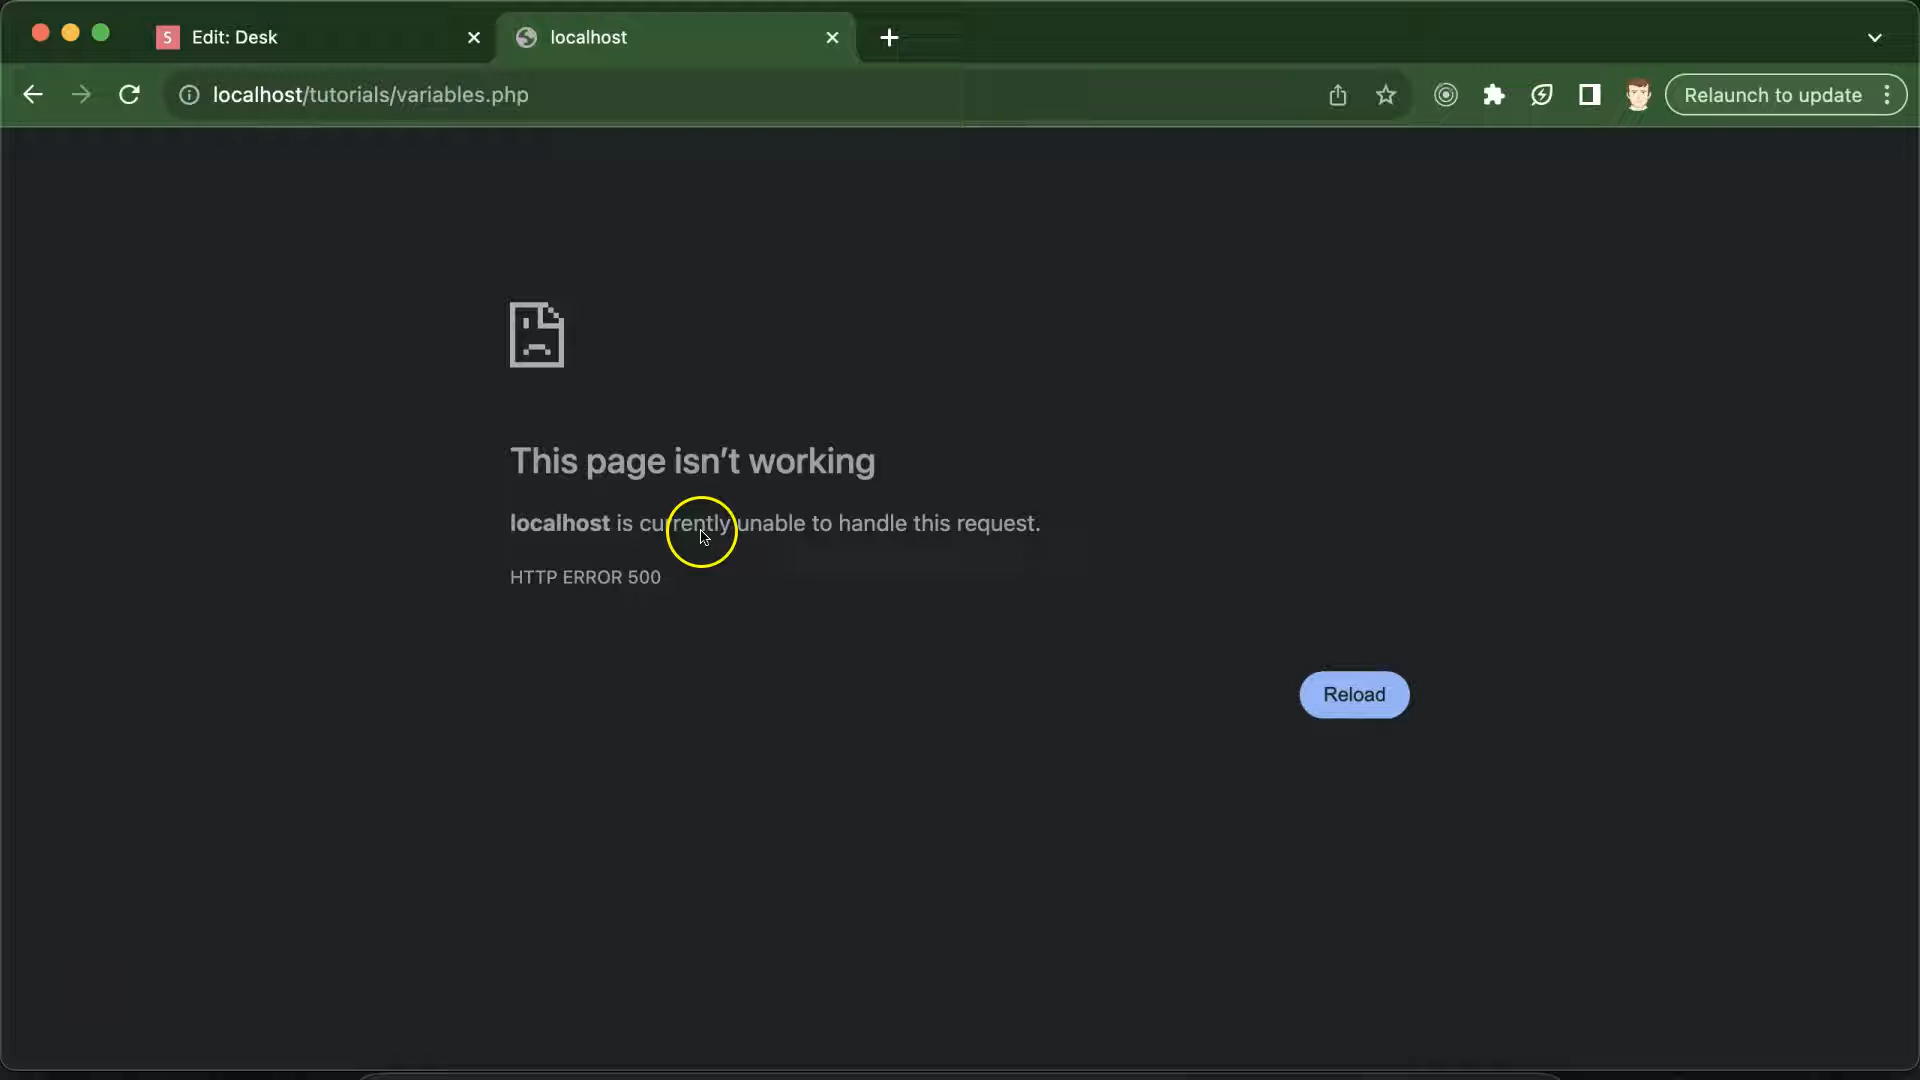 S Edit: Desk
localhost
localhost/tutorials/variables.php
Relaunch to update
This page isn’t working
localhost is currently unable to handle this request.
HTTP ERROR 500
Reload